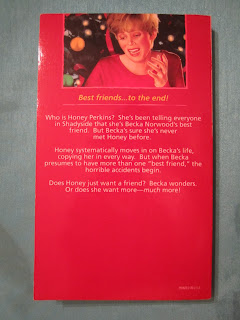 Best friends...to the end!
Who is Honey Perkins? She's been telling everyone
in Shadyside that she's Becka Norwood's best
friend. But Becka's sure she's never
met Honey before.
Honey systematically moves in on Becka's life,
copying her in every way. But when Becka
presumes to have more than one "best friend," the
horrible accidents begin.
Does Honey just want a friend? Becka wonders.
Or does she want more—much more!